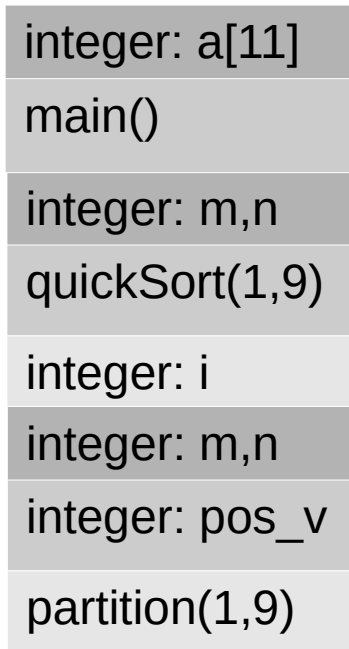 integer: a[11]
main()
integer: m,n
quickSort(1,9)
integer: i
integer: m,n
integer: pos_v
partition(1,9)